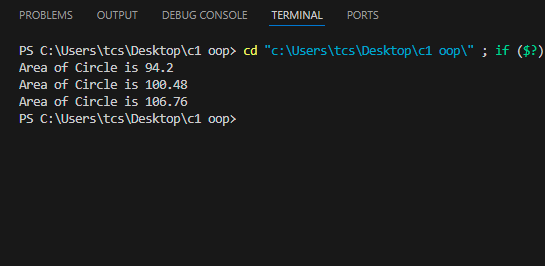 PROBLEMS OUTPUT DEBUG CONSOLE TERMINAL PORTS
PS C:\Users\tcs\Desktop\c1 oop> cd "c:\Users\tcs\Desktop\c1 oop\" ; if ($?)
Area of Circle is 94.2
Area of Circle is 100.48
Area of Circle is 106.76
PS C:\Users\tcs\Desktop\c1 oop>